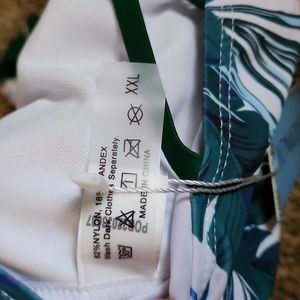 XXL
82%NYLON, 18%
ANDEX
Wash Dark Clothes Separately.
MADE IN CHINA